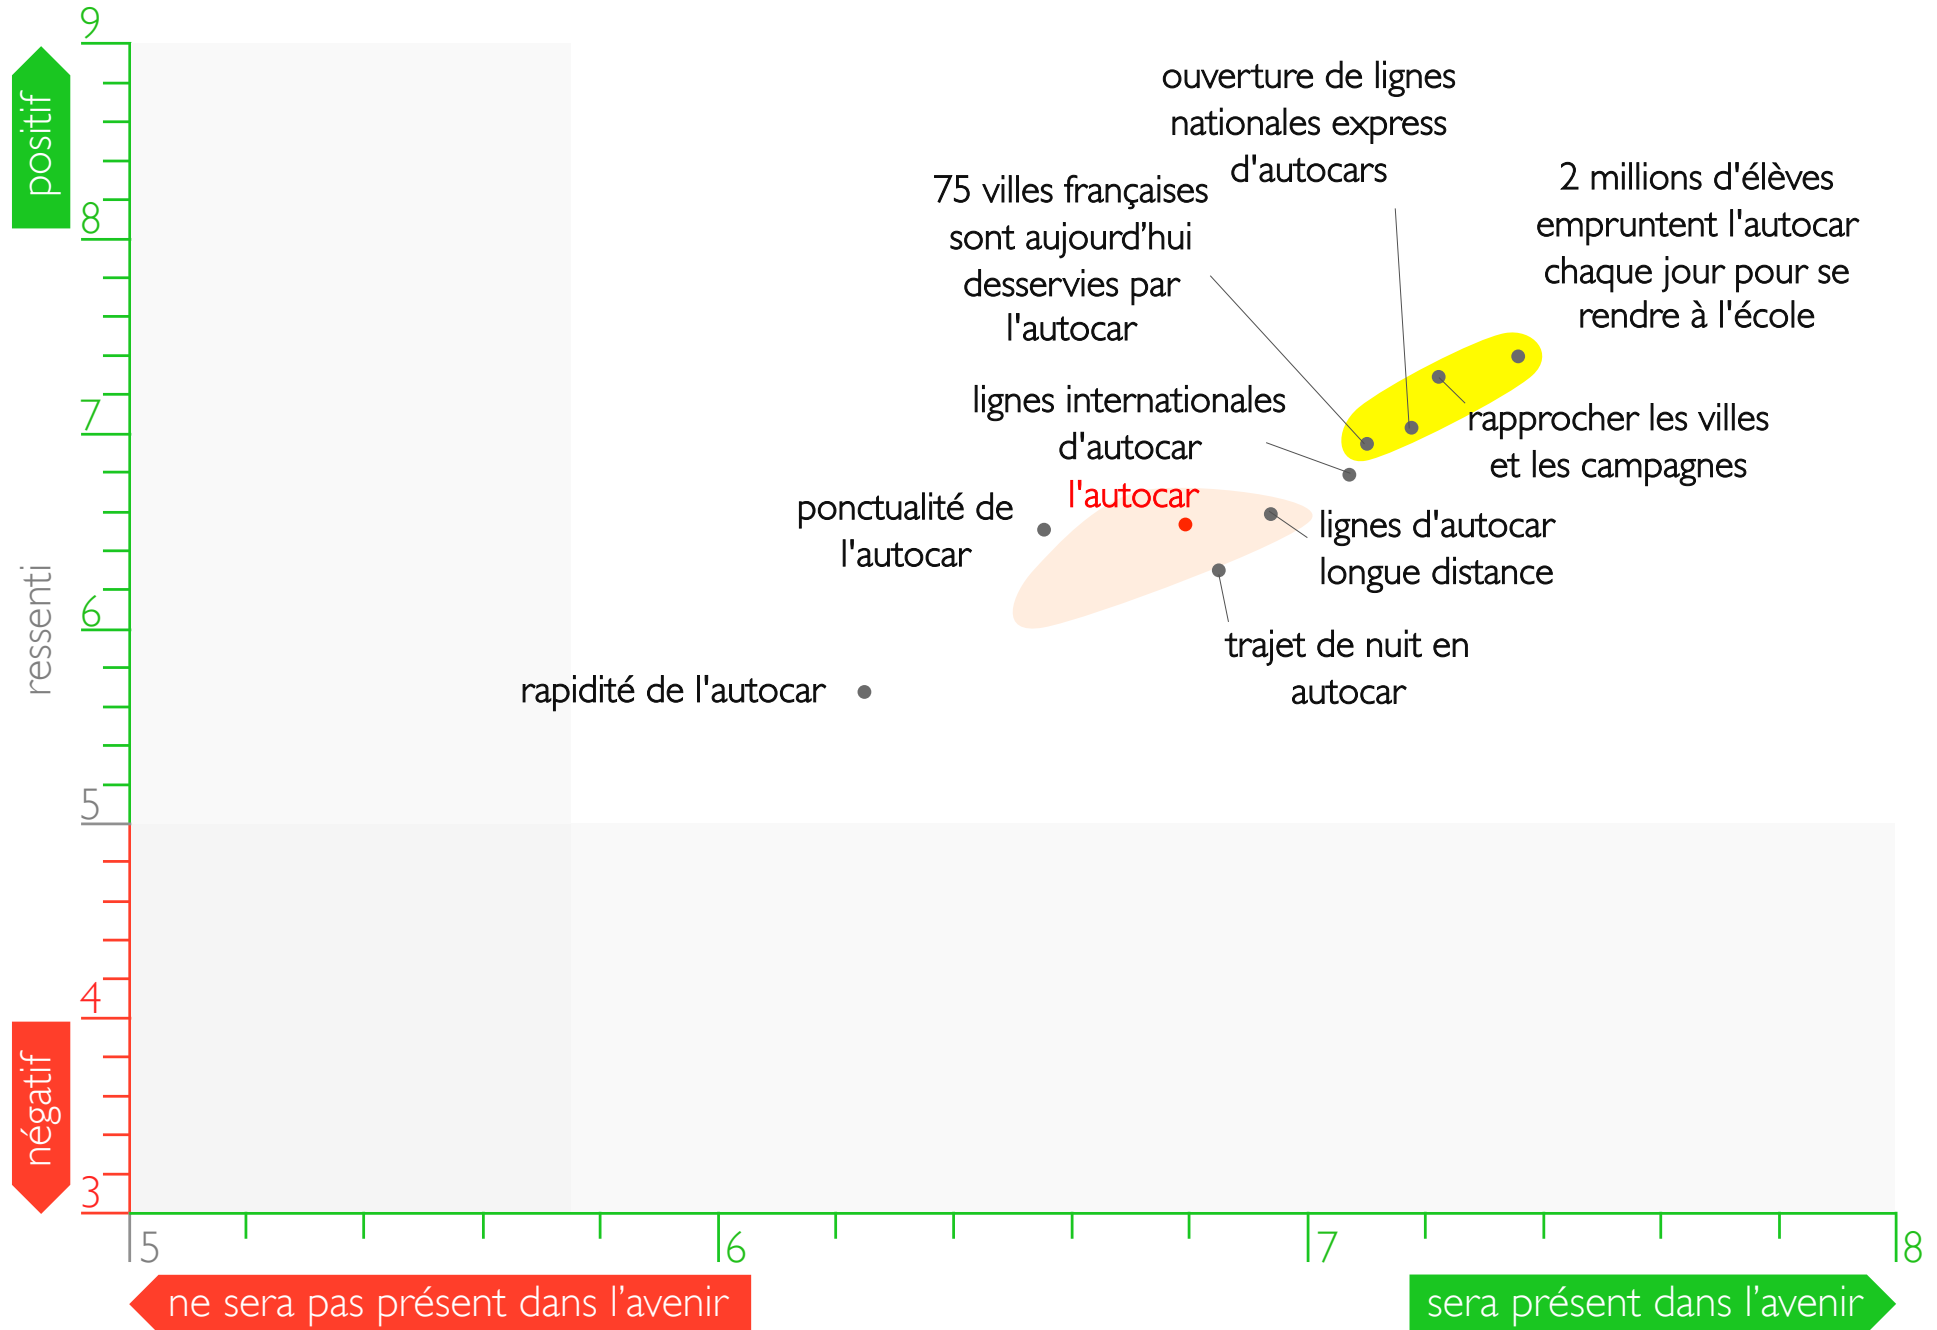 9
positif
8
7
6
ressenti
5
4
négatif
3
ouverture de lignes
nationales express
d'autocars
75 villes françaises
sont aujourd’hui
desservies par
l'autocar
2 millions d'élèves
empruntent l'autocar
chaque jour pour se
rendre à l'école
lignes internationales
d'autocar
rapprocher les villes
et les campagnes
l'autocar
ponctualité de
l'autocar
lignes d'autocar
longue distance
trajet de nuit en
autocar
rapidité de l'autocar
5 6 7 8
ne sera pas présent dans l’avenir
sera présent dans l’avenir